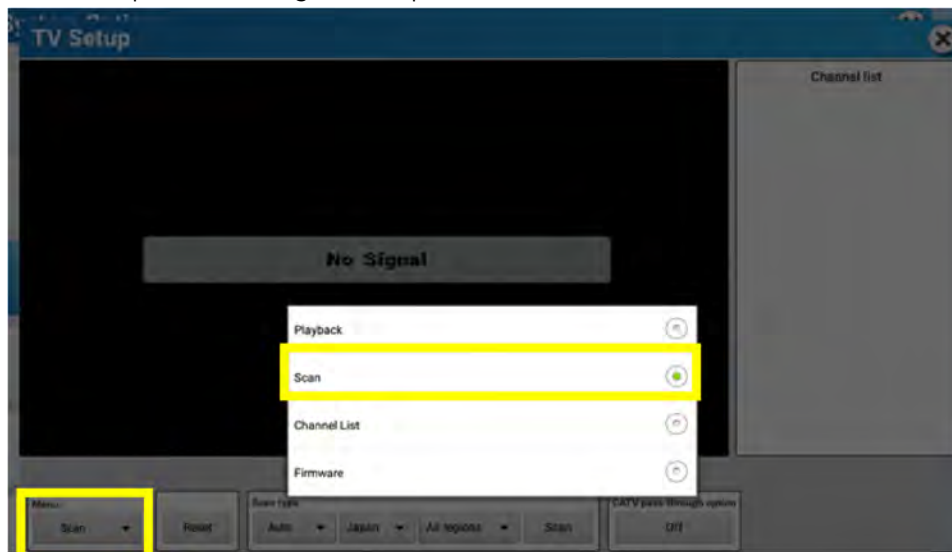 TV Setup
Channel list
No Signal
Playback
Scan
Channel List
Firmware
Menu
Scan type
CATV pass through option
Scan
Reset
Auto
Japan
All regions
Scan
Off